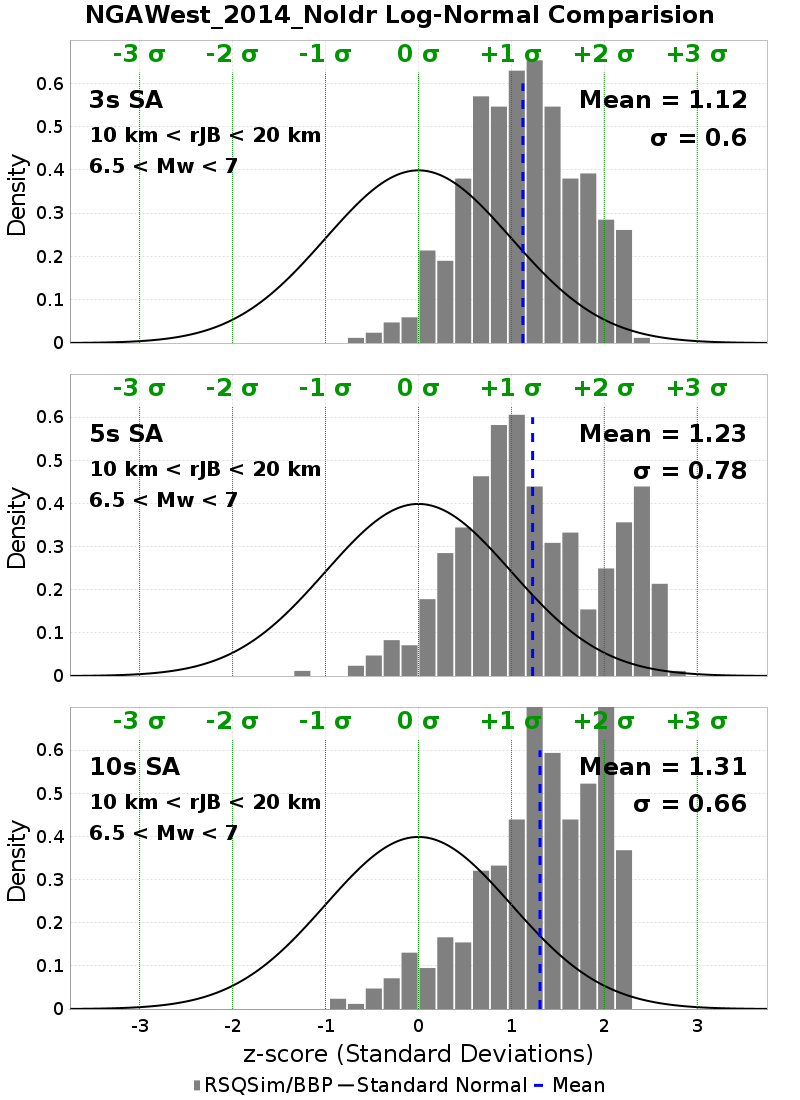 NGAWest_2014_NoIdr Log-Normal Comparision
-3 σ -2 σ -1 σ 0 σ +1 σ +2 σ +3 σ
0.6
3s SA Mean = 1.12
0.5
10 km < rJB < 20 km σ = 0.6
6.5 < Mw < 7
0.4
Density
0.3
0.2
0.1
0
-3 σ -2 σ -1 σ 0 σ +1 σ +2 σ +3 σ
0.6
5s SA Mean = 1.23
0.5
10 km < rJB < 20 km σ = 0.78
6.5 < Mw < 7
0.4
Density
0.3
0.2
0.1
0
-3 σ -2 σ -1 σ 0 σ +1 σ +2 σ +3 σ
0.6
10s SA Mean = 1.31
0.5
10 km < rJB < 20 km σ = 0.66
6.5 < Mw < 7
0.4
Density
0.3
0.2
0.1
0
-3 -2 -1 0 1 2 3
z-score (Standard Deviations)
RSQSim/BBP Standard Normal Mean